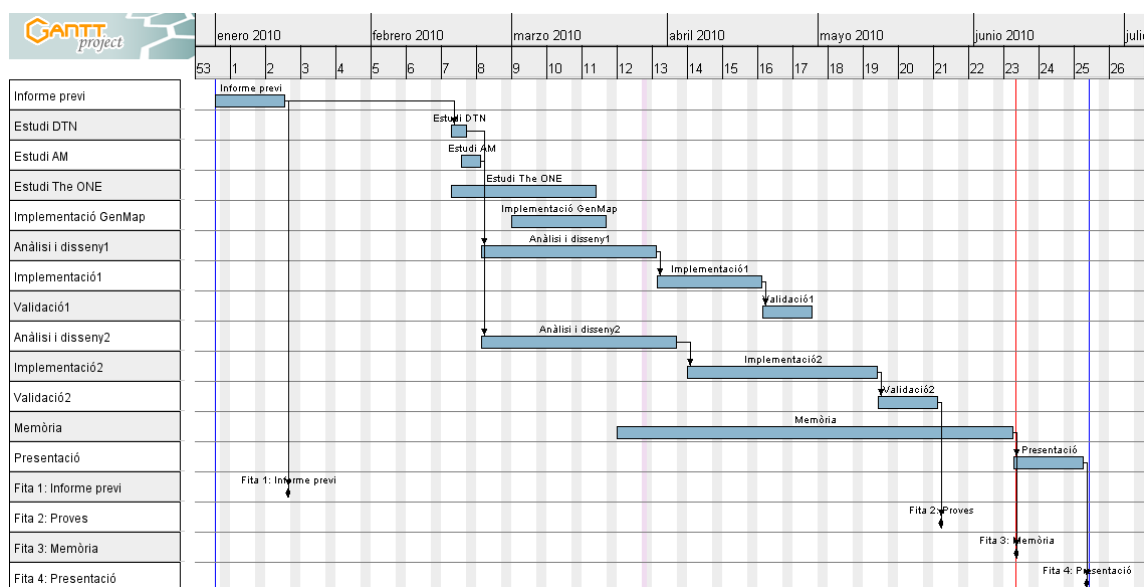 GANTT
project
enero 2010 febrero 2010 marzo 2010 abril 2010 mayo 2010 junio 2010 julio
53 1 2 3 4 5 6 7 8 9 10 11 12 13 14 15 16 17 18 19 20 21 22 23 24 25 26
Informe previ Informe previ
Estudi DTN Estudi DTN
Estudi AM Estudi AM
Estudi The ONE Estudi The ONE
Implementació GenMap Implementació GenMap
Anàlisi i disseny1 Anàlisi i disseny1
Implementació1 Implementació1
Validació1 Validació1
Anàlisi i disseny2 Anàlisi i disseny2
Implementació2 Implementació2
Validació2 Validació2
Memòria Memòria
Presentació Presentació
Fita 1: Informe previ Fita 1: Informe previ
Fita 2: Proves Fita 2: Proves
Fita 3: Memòria Fita 3: Memòria
Fita 4: Presentació Fita 4: Presentació